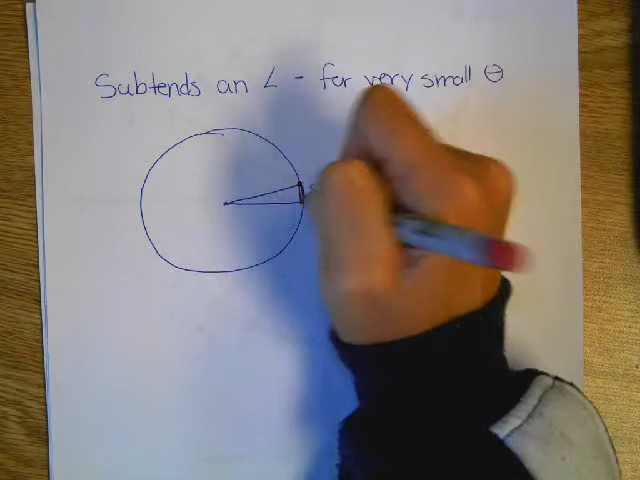 Subtends an ∠ - for very small θ